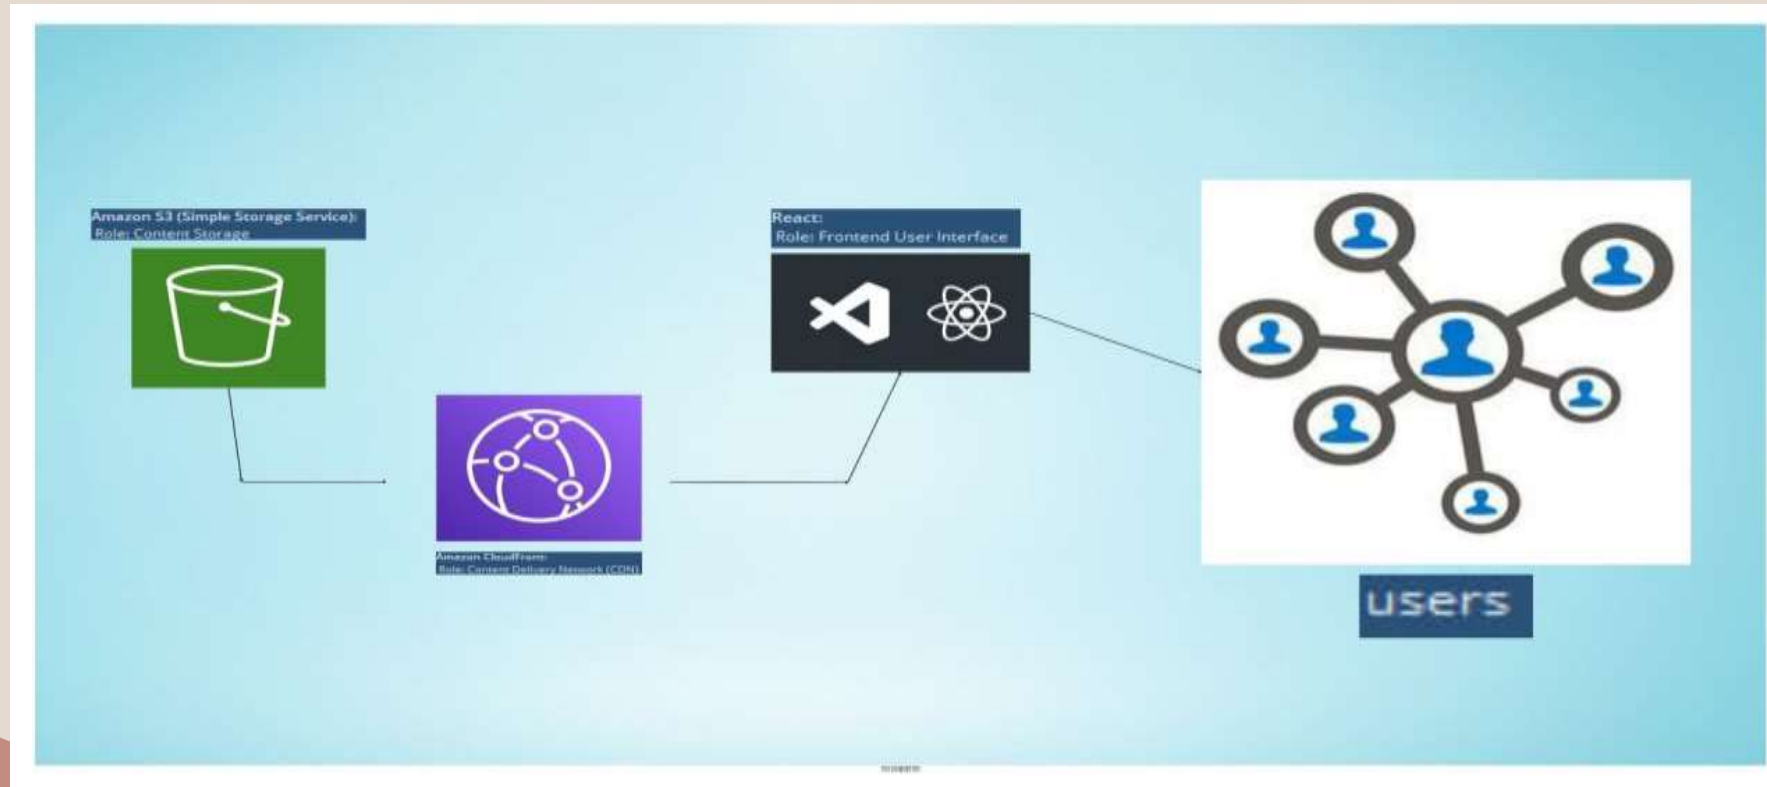 Amazon S3 (Simple Storage Service):
Role: Content Storage
React:
Role: Frontend User Interface
Amazon CloudFront:
Role: Content Delivery Network (CDN)
users